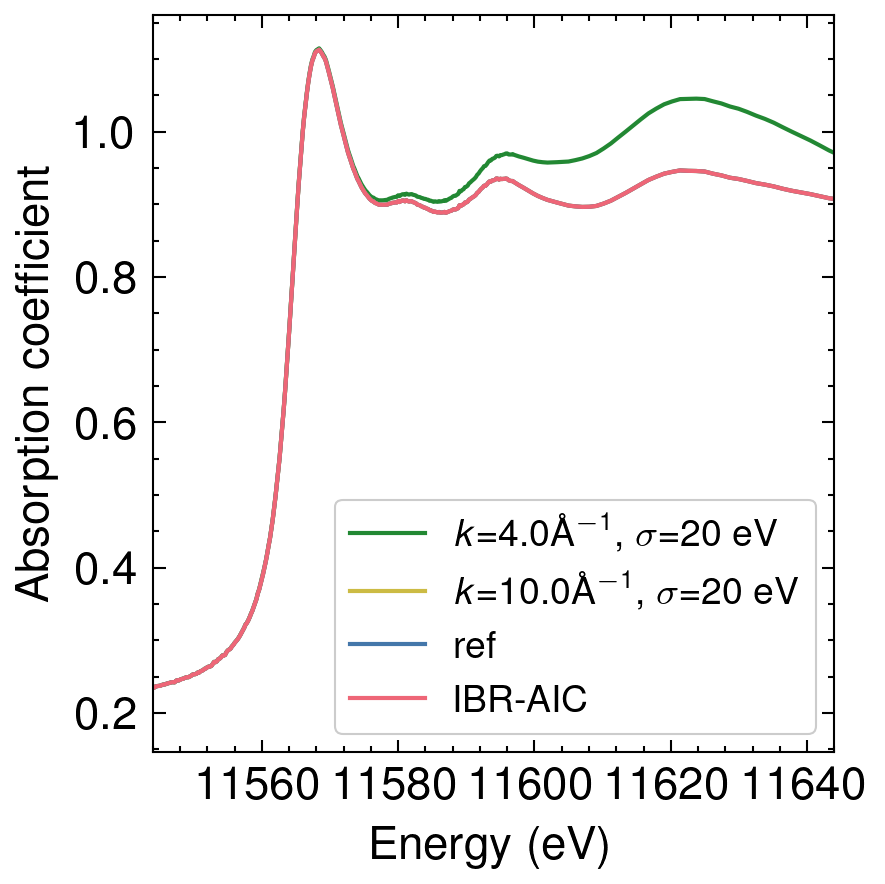 Absorption coefficient
1.0
0.8
0.6
0.4
0.2
k=4.0Å⁻¹, σ=20 eV
k=10.0Å⁻¹, σ=20 eV
ref
IBR-AIC
11560 11580 11600 11620 11640
Energy (eV)